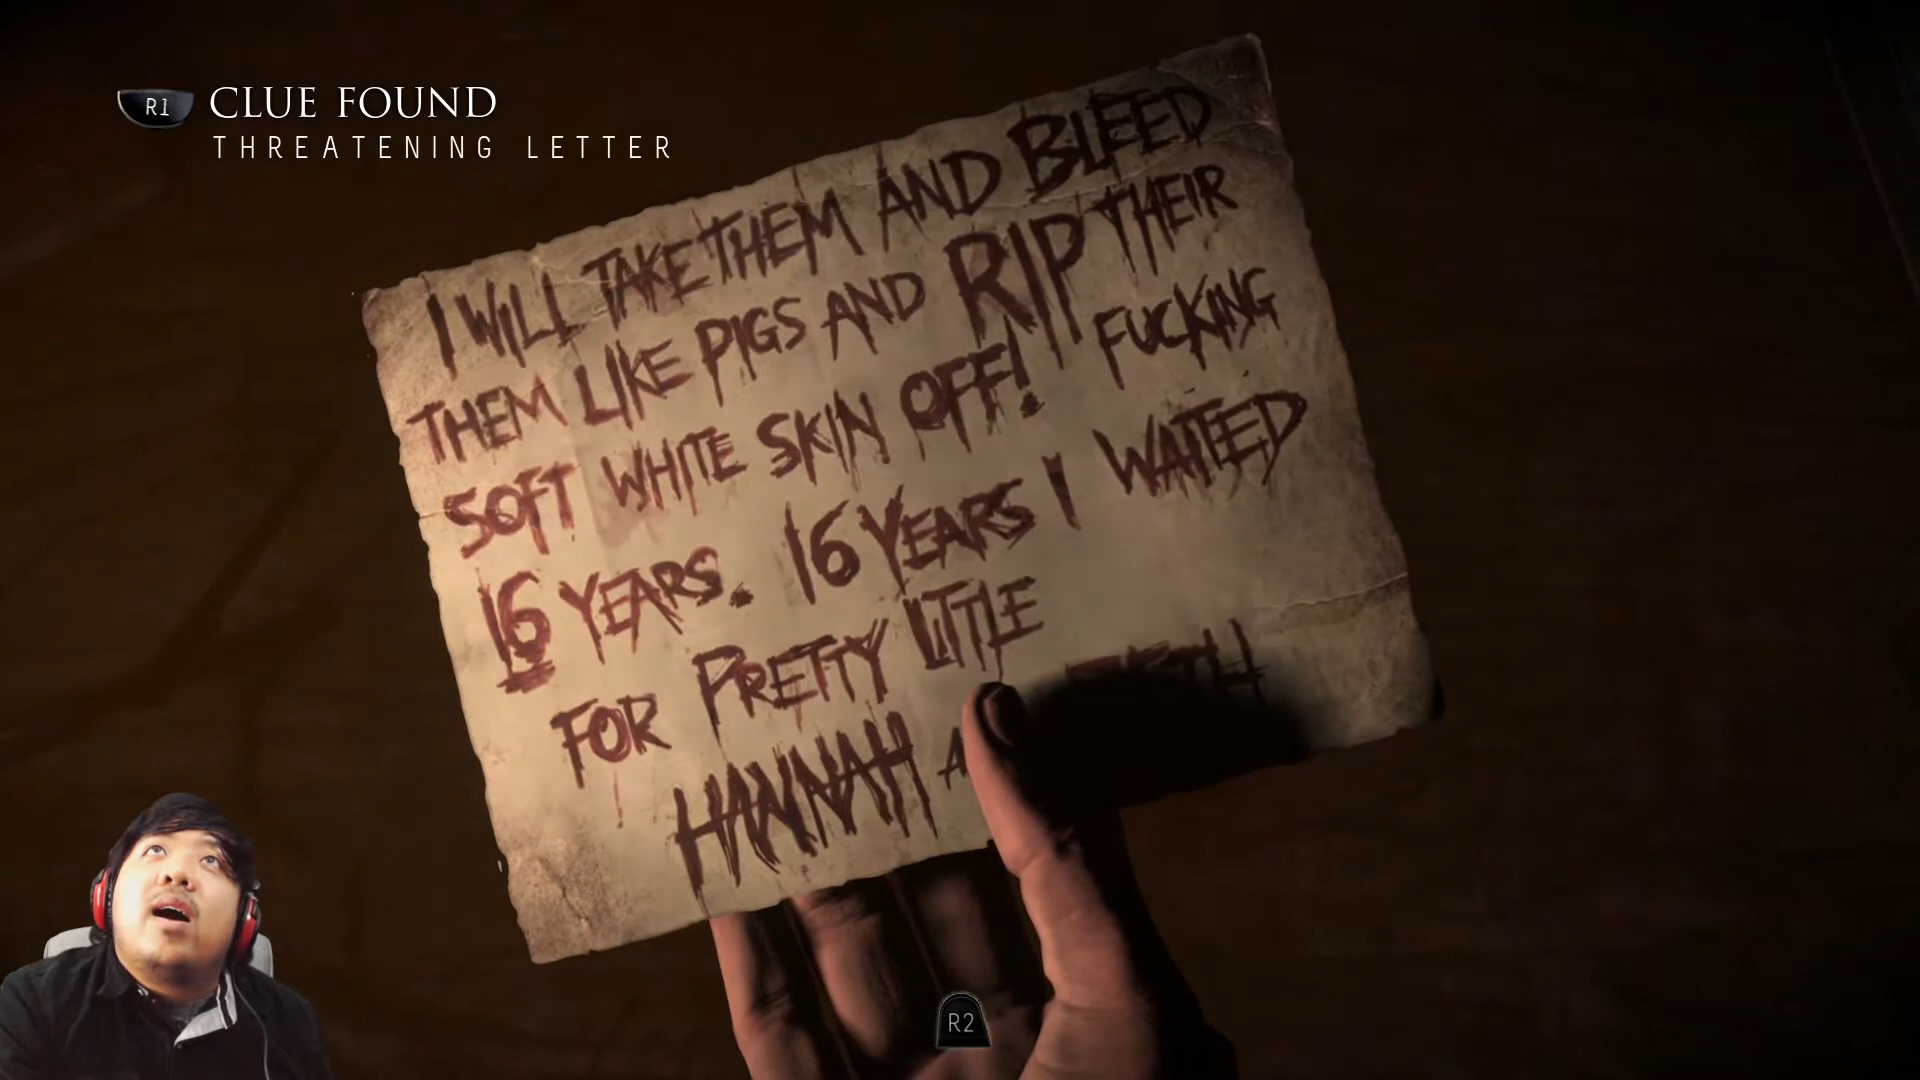 R1 CLUE FOUND
THREATENING LETTER
I WILL TAKE THEM AND BLEED
THEM LIKE PIGS AND RIP THEIR
SOFT WHITE SKIN OFF! FUCKING
16 YEARS. 16 YEARS I WAITED
FOR PRETTY LITTLE
HANNAH
R2